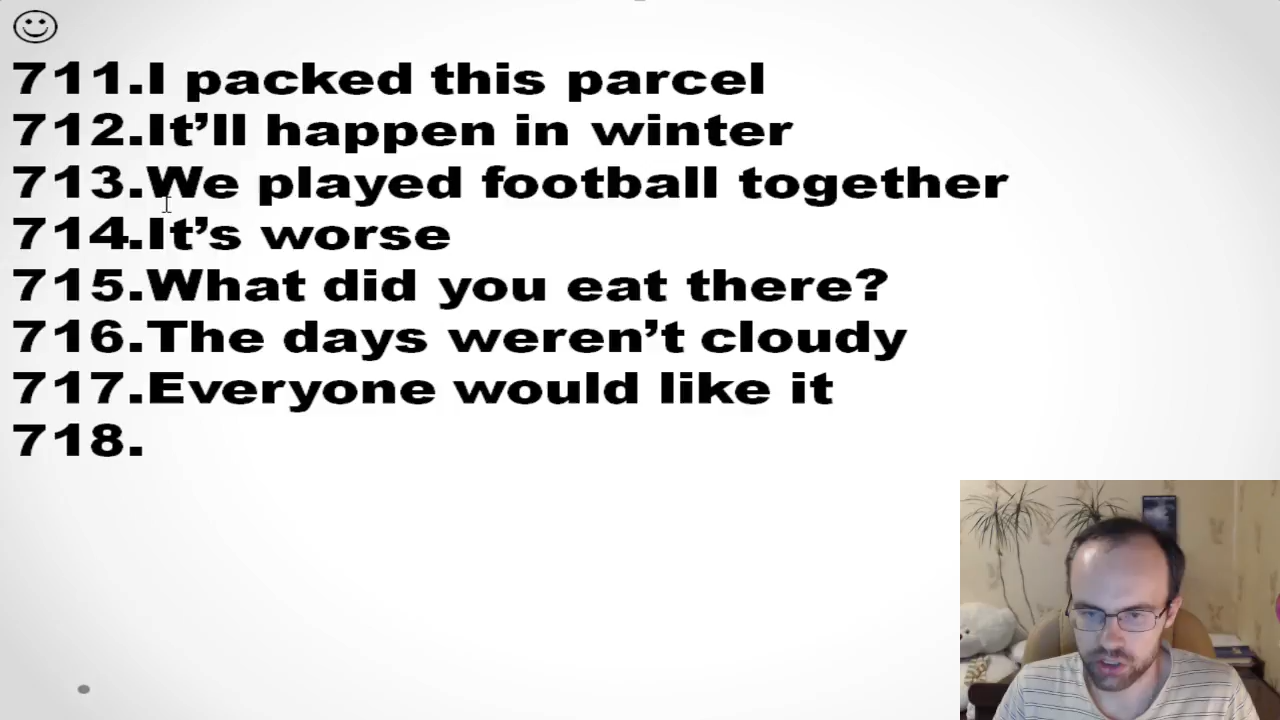 711.I packed this parcel
712.It’ll happen in winter
713.We played football together
714.It’s worse
715.What did you eat there?
716.The days weren’t cloudy
717.Everyone would like it
718.